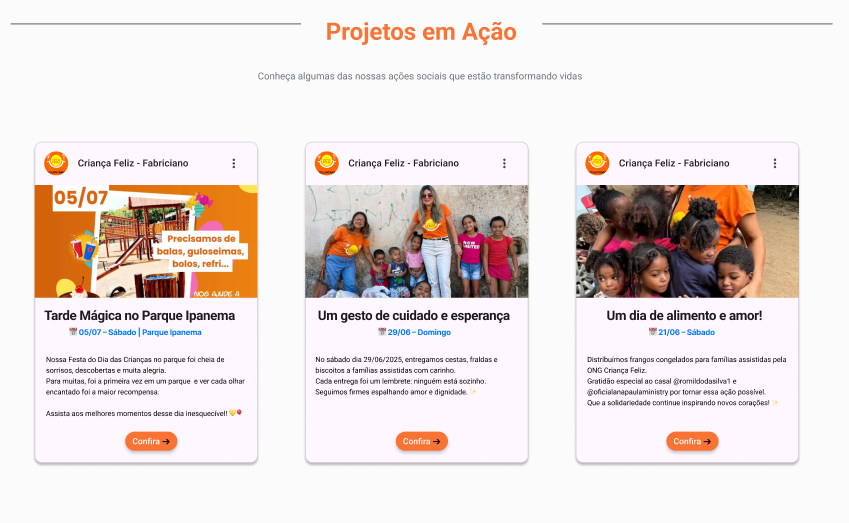 Projetos em Ação
Conheça algumas das nossas ações sociais que estão transformando vidas
Criança Feliz - Fabriciano
05/07
Precisamos de
balas, guloseimas,
bolos, refri...
NOS AJUDE A
Tarde Mágica no Parque Ipanema
05/07 – Sábado | Parque Ipanema
Nossa Festa do Dia das Crianças no parque foi cheia de
sorrisos, descobertas e muita alegria.
Para muitas, foi a primeira vez em um parque e ver cada olhar
encantado foi a maior recompensa.
Assista aos melhores momentos desse dia inesquecível! 💛🎈
Confira →
Criança Feliz - Fabriciano
Um gesto de cuidado e esperança
29/06 – Domingo
No sábado dia 29/06/2025, entregamos cestas, fraldas e
biscoitos a famílias assistidas com carinho.
Cada entrega foi um lembrete: ninguém está sozinho.
Seguimos firmes espalhando amor e dignidade. ✨
Confira →
Criança Feliz - Fabriciano
Um dia de alimento e amor!
21/06 – Sábado
Distribuímos frangos congelados para famílias assistidas pela
ONG Criança Feliz.
Gratidão especial ao casal @romildodasilva1 e
@oficialanapaulaministry por tornar essa ação possível.
Que a solidariedade continue inspirando novos corações! ✨
Confira →